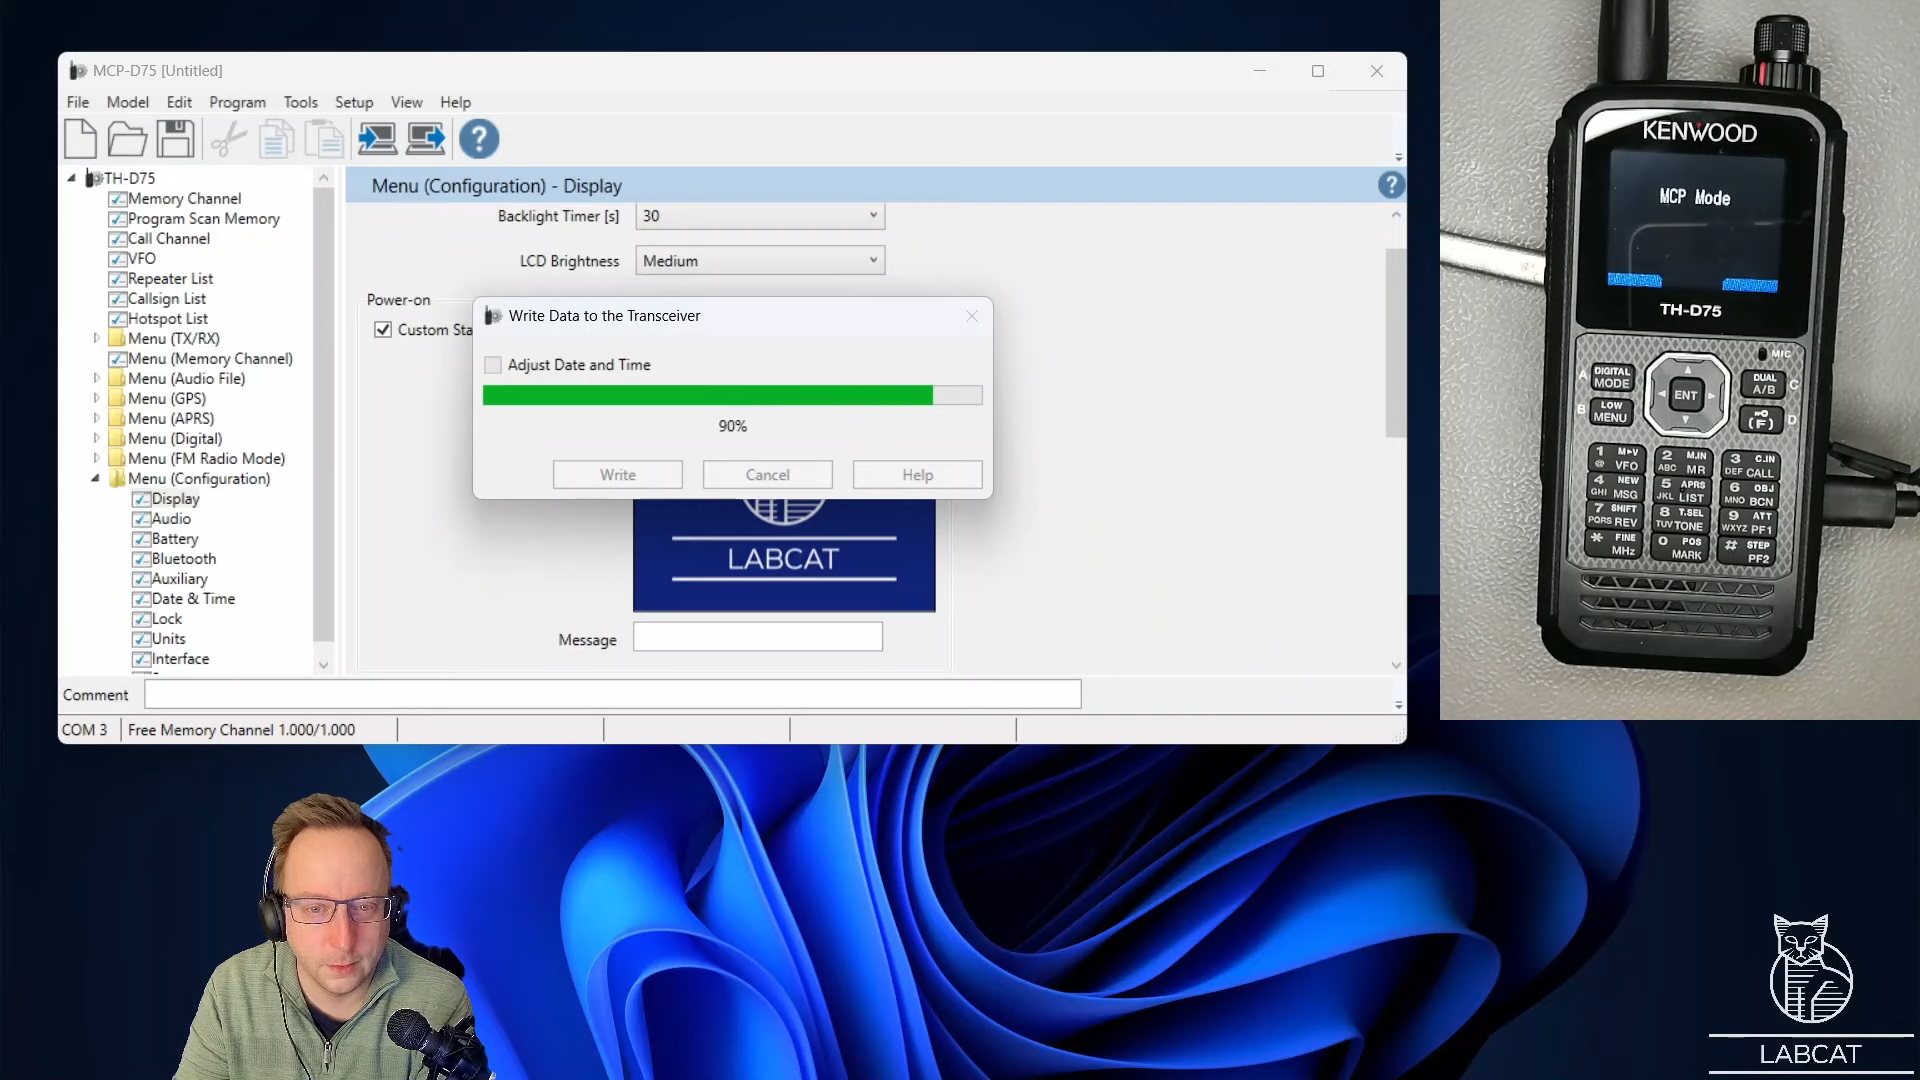 MCP-D75 [Untitled]
File Model Edit Program Tools Setup View Help
TH-D75
Memory Channel
Program Scan Memory
Call Channel
VFO
Repeater List
Callsign List
Hotspot List
Menu (TX/RX)
Menu (Memory Channel)
Menu (Audio File)
Menu (GPS)
Menu (APRS)
Menu (Digital)
Menu (FM Radio Mode)
Menu (Configuration)
Display
Audio
Battery
Bluetooth
Auxiliary
Date & Time
Lock
Units
Interface
Menu (Configuration) - Display
Backlight Timer [s] 30
LCD Brightness Medium
Power-on
Custom Sta
Write Data to the Transceiver
Adjust Date and Time
90%
Write Cancel Help
LABCAT
Message
Comment
COM 3 Free Memory Channel 1.000/1.000
KENWOOD
MCP Mode
TH-D75
MIC
A DIGITAL MODE
DUAL A/B C
ENT
B LOW MENU
(F) D
1 M►V @ VFO
2 M.IN ABC MR
3 C.IN DEF CALL
4 NEW GHI MSG
5 APRS JKL LIST
6 OBJ MNO BCN
7 SHIFT PQRS REV
8 T.SEL TUV TONE
9 ATT WXYZ PF1
* FINE MHz
0 POS MARK
# STEP PF2
LABCAT